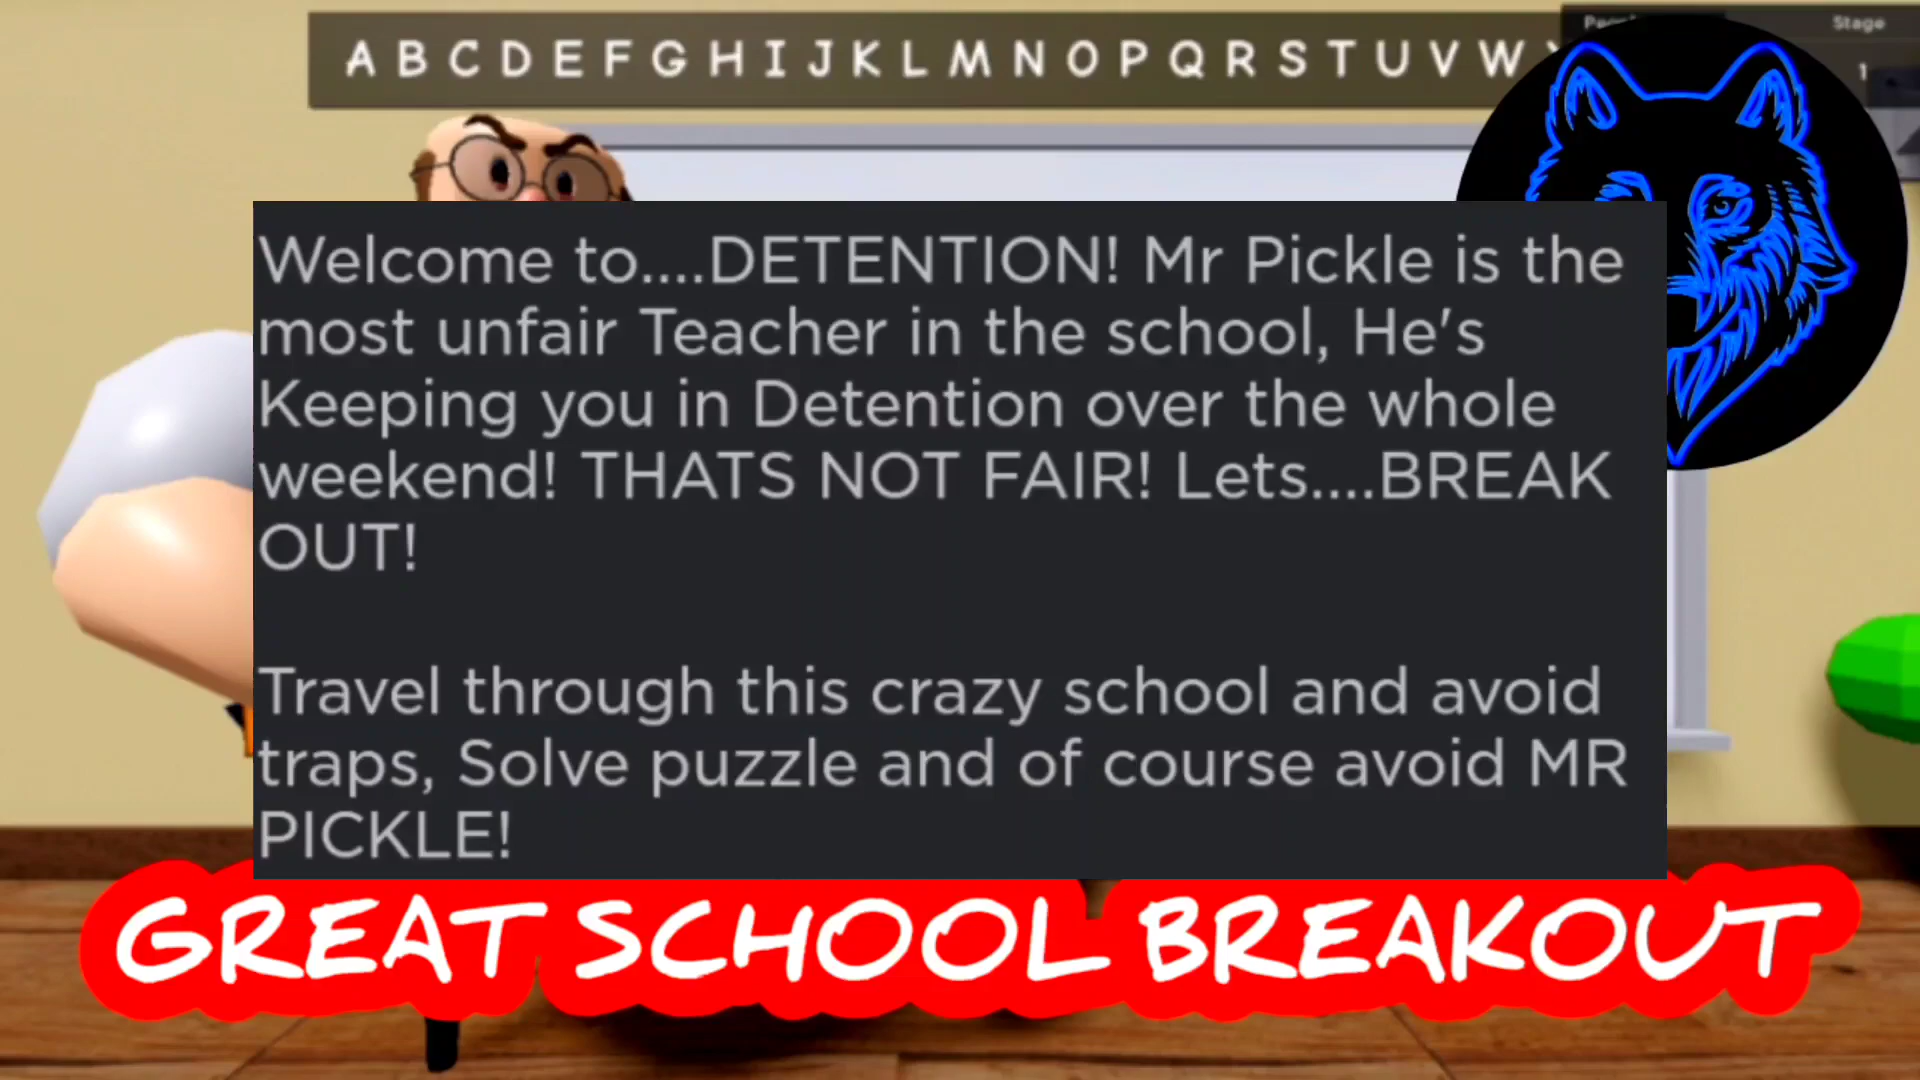 A B C D E F G H I J K L M N O P Q R S T U V W
Stage
1
Welcome to....DETENTION! Mr Pickle is the
most unfair Teacher in the school, He's
Keeping you in Detention over the whole
weekend! THATS NOT FAIR! Lets....BREAK
OUT!
Travel through this crazy school and avoid
traps, Solve puzzle and of course avoid MR
PICKLE!
GREAT SCHOOL BREAKOUT